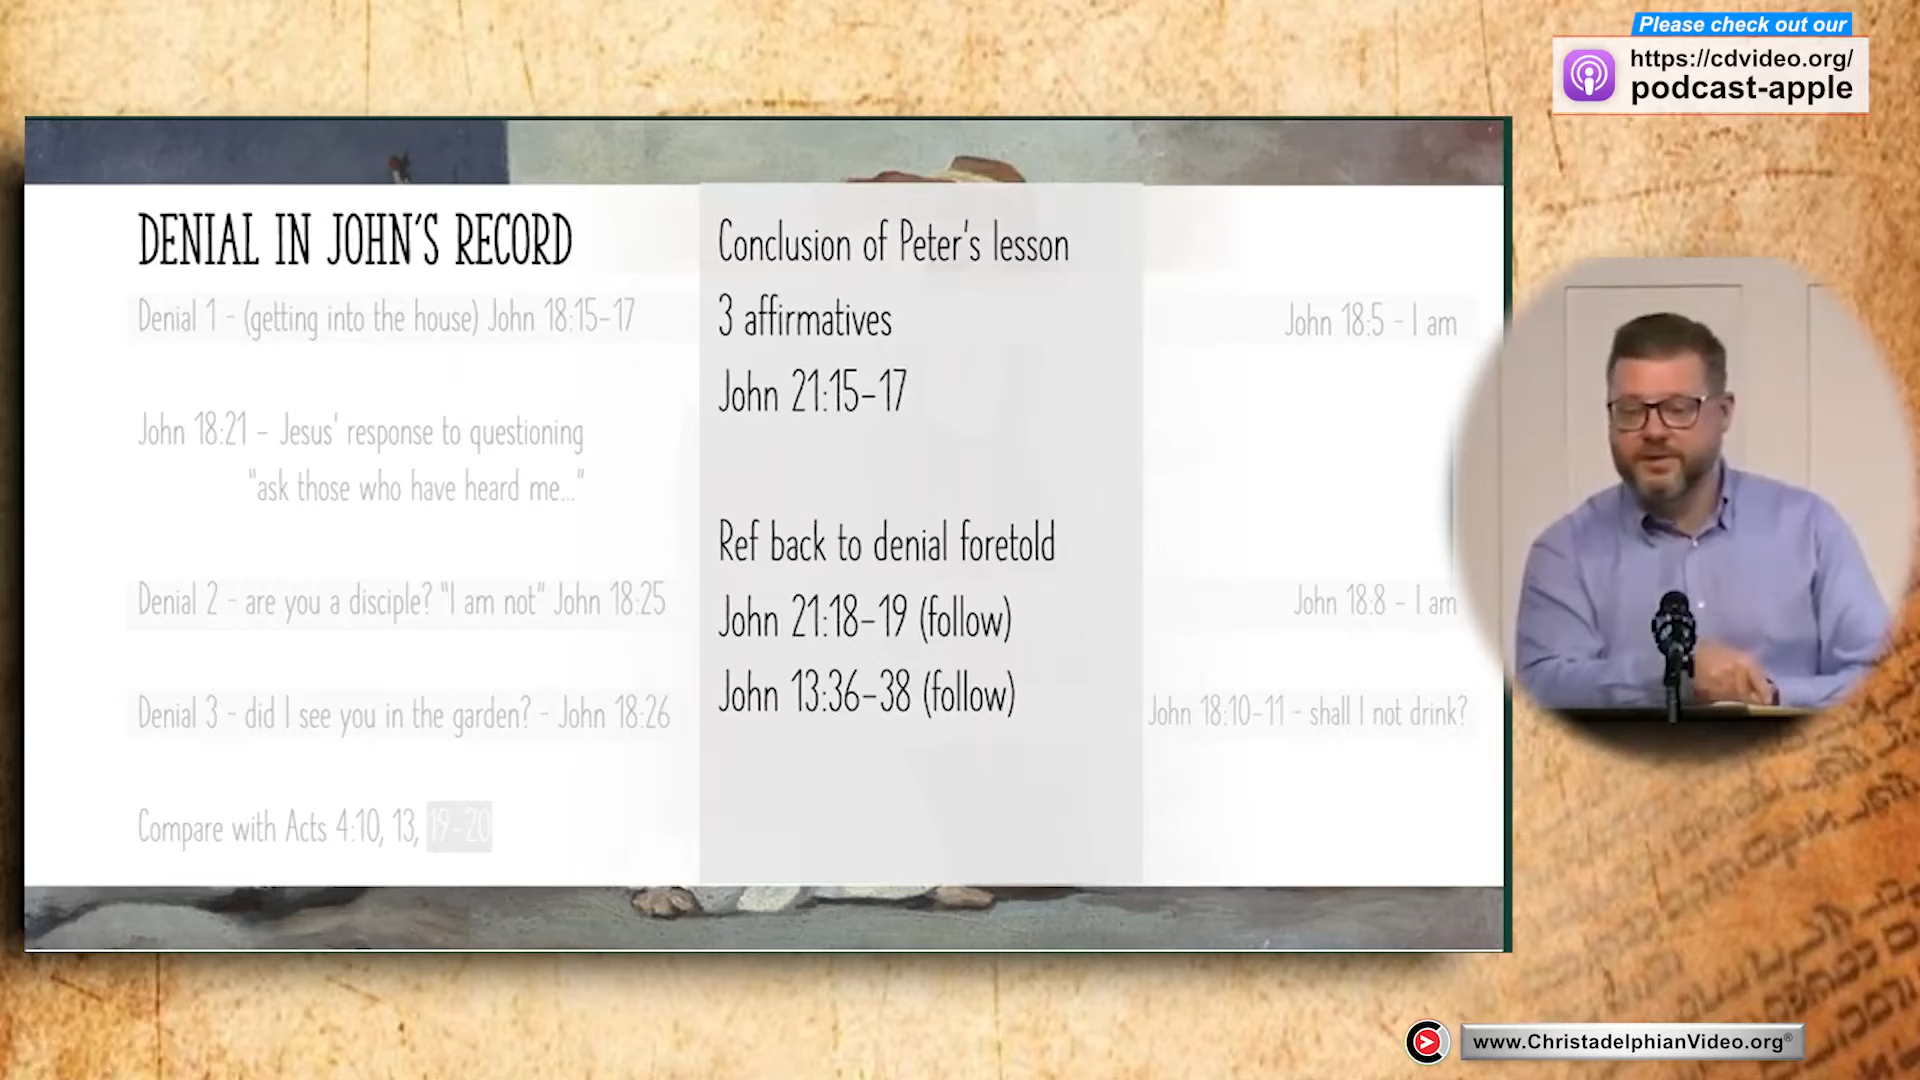 Please check out our
https://cdvideo.org/
podcast-apple
DENIAL IN JOHN'S RECORD
Denial 1 - (getting into the house) John 18:15-17
John 18:21 - Jesus' response to questioning
"ask those who have heard me..."
Denial 2 - are you a disciple? "I am not" John 18:25
Denial 3 - did I see you in the garden? - John 18:26
Compare with Acts 4:10, 13, 19-20
Conclusion of Peter's lesson
3 affirmatives
John 21:15-17
Ref back to denial foretold
John 21:18-19 (follow)
John 13:36-38 (follow)
John 18:5 - I am
John 18:8 - I am
John 18:10-11 - shall I not drink?
www.ChristadelphianVideo.org®